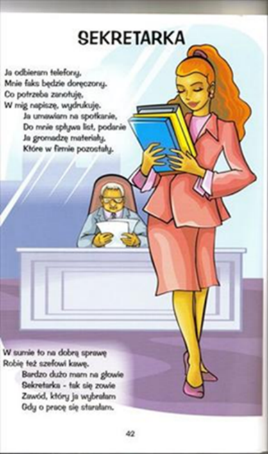 SEKRETARKA
Ja odbieram telefony,
Mnie faks będzie doręczony.
Co potrzeba zanotuję,
W mig napiszę, wydrukuję.
Ja umawiam na spotkanie,
Do mnie spływa list, podanie
Ja gromadzę materiały,
Które w firmie pozostały.
W sumie to na dobrą sprawę
Robię też szefowi kawę.
Bardzo dużo mam na głowie
Sekretarka - tak się zowie
Zawód, który ja wybrałam
Gdy o pracę się starałam.
42